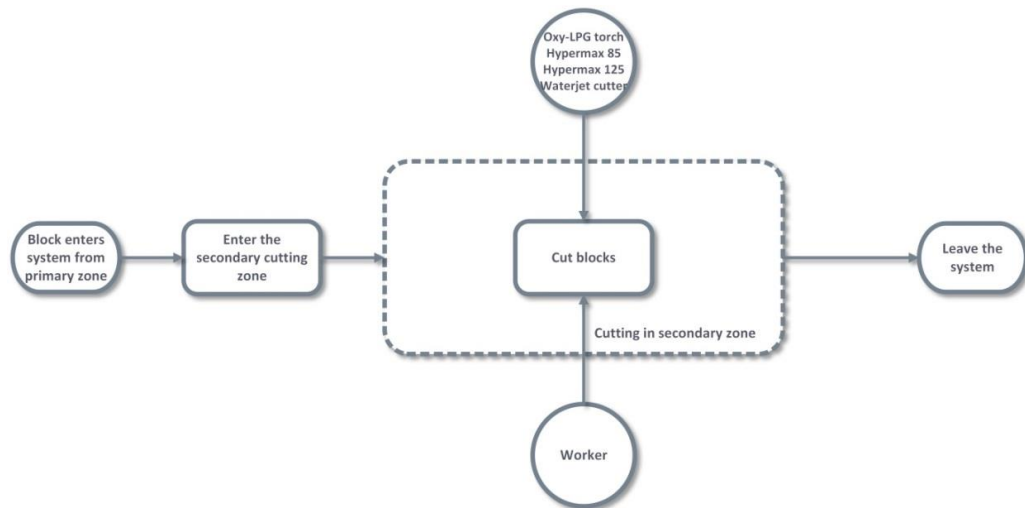 Oxy-LPG torch
Hypermax 85
Hypermax 125
Waterjet cutter
Block enters
system from
primary zone
Enter the
secondary cutting
zone
Cut blocks
Leave the
system
Cutting in secondary zone
Worker